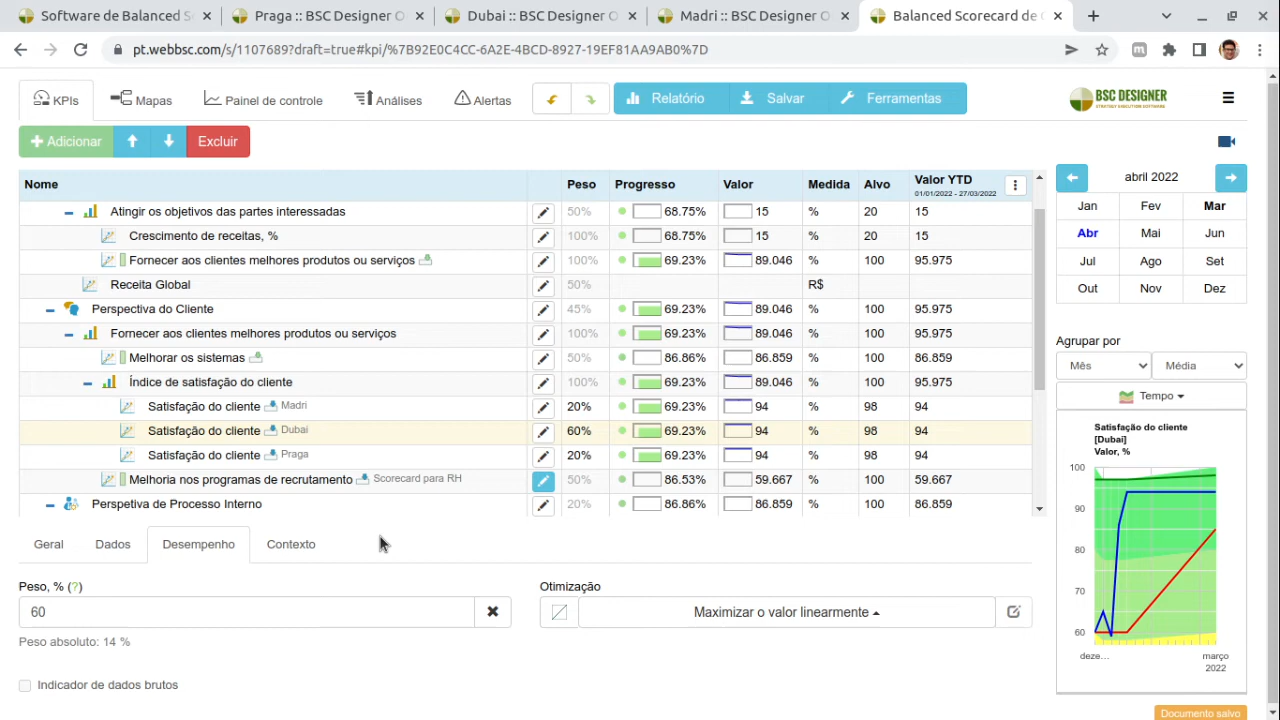 Software de Balanced S
Praga :: BSC Designer O
Dubai :: BSC Designer O
Madri :: BSC Designer O
Balanced Scorecard de
pt.webbsc.com/s/1107689?draft=true#kpi/%7B92E0C4CC-6A2E-4BCD-8927-19EF81AA9AB0%7D
KPIs
Mapas
Painel de controle
Análises
Alertas
Relatório
Salvar
Ferramentas
BSC DESIGNER
STRATEGY EXECUTION SOFTWARE
Adicionar
Excluir
Nome Peso Progresso Valor Medida Alvo Valor YTD
01/01/2022 - 27/03/2022
Atingir os objetivos das partes interessadas 50% 68.75% 15 % 20 15
Crescimento de receitas, % 100% 68.75% 15 % 20 15
Fornecer aos clientes melhores produtos ou serviços 100% 69.23% 89.046 % 100 95.975
Receita Global 50% R$
Perspectiva do Cliente 45% 69.23% 89.046 % 100 95.975
Fornecer aos clientes melhores produtos ou serviços 100% 69.23% 89.046 % 100 95.975
Melhorar os sistemas 50% 86.86% 86.859 % 100 86.859
Índice de satisfação do cliente 100% 69.23% 89.046 % 100 95.975
Satisfação do cliente Madri 20% 69.23% 94 % 98 94
Satisfação do cliente Dubai 60% 69.23% 94 % 98 94
Satisfação do cliente Praga 20% 69.23% 94 % 98 94
Melhoria nos programas de recrutamento Scorecard para RH 50% 86.53% 59.667 % 100 59.667
Perspetiva de Processo Interno 20% 86.86% 86.859 % 100 86.859
Geral
Dados
Desempenho
Contexto
Peso, % (?)
60
Peso absoluto: 14 %
Otimização
Maximizar o valor linearmente
Indicador de dados brutos
abril 2022
Jan Fev Mar
Abr Mai Jun
Jul Ago Set
Out Nov Dez
Agrupar por
Mês
Média
Tempo
Satisfação do cliente
[Dubai]
Valor, %
100
90
80
70
60
deze…
março
2022
Documento salvo